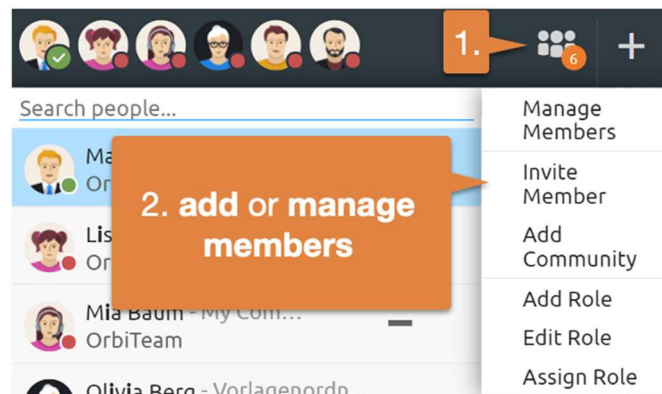 1.
6
+
Search people...
Manage
Members
Ma
Or
Invite
Member
2. add or manage
members
Lis
Or
Add
Community
Mia Baum - My Com...
OrbiTeam
Add Role
Edit Role
Assign Role
Olivia Berg - Vorlagenordn